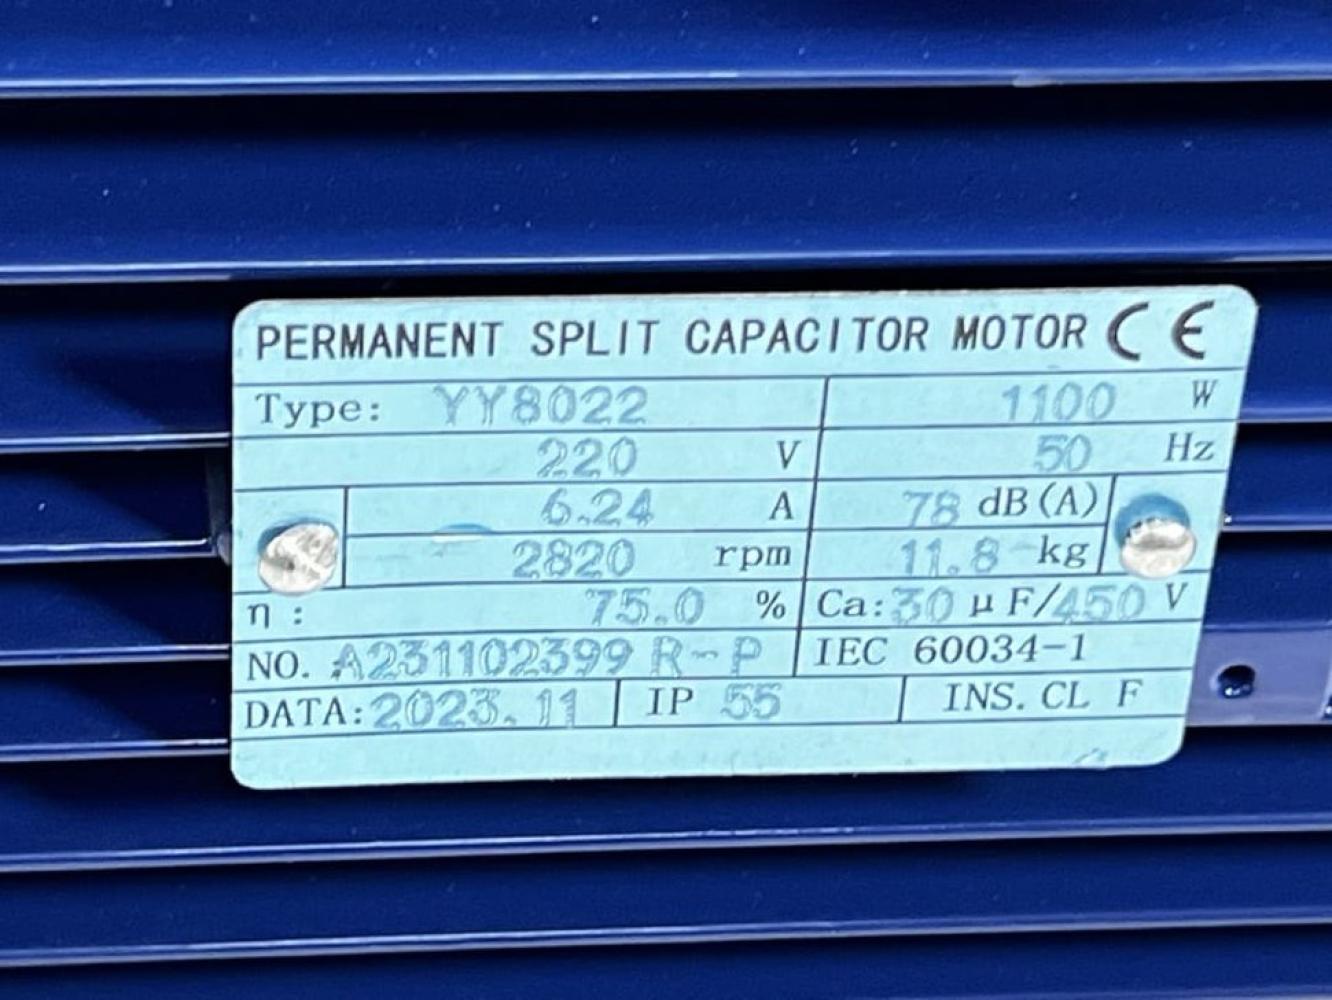 PERMANENT SPLIT CAPACITOR MOTOR CE
Type: YY8022 1100 W
220 V 50 Hz
6.24 A 78 dB(A)
2820 rpm 11.8 kg
η: 75.0 % Ca:30 μF/450 V
NO. A231102399 R-P IEC 60034-1
DATA:2023.11 IP 55 INS. CL F